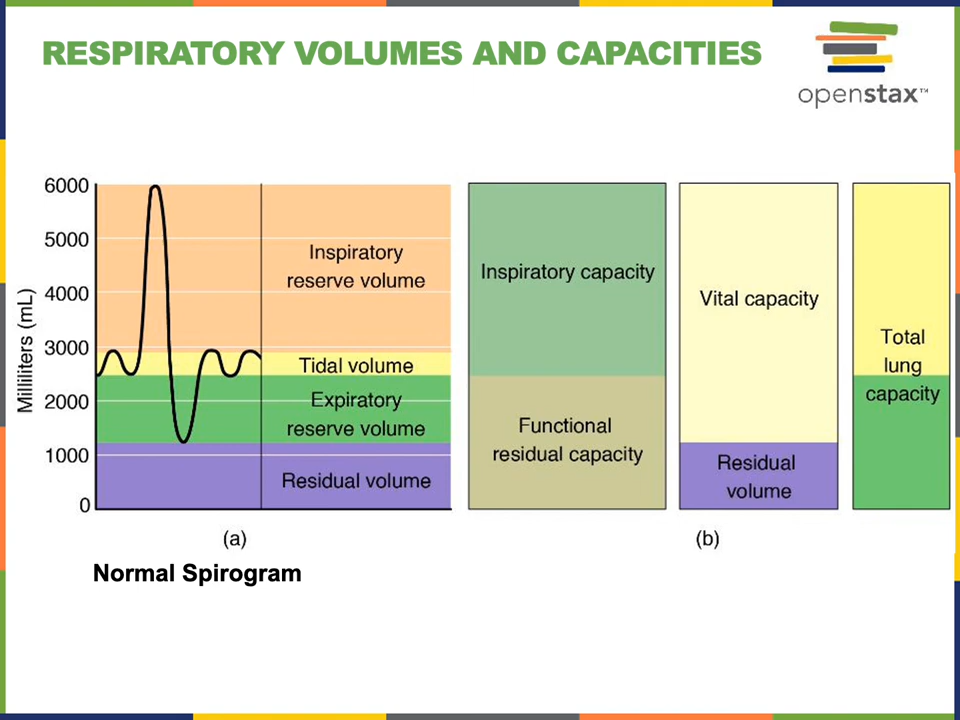 RESPIRATORY VOLUMES AND CAPACITIES
openstax™
Milliliters (mL)
6000
5000
4000
3000
2000
1000
0
Inspiratory
reserve volume
Tidal volume
Expiratory
reserve volume
Residual volume
(a)
Normal Spirogram
Inspiratory capacity
Functional
residual capacity
Vital capacity
Residual
volume
Total
lung
capacity
(b)